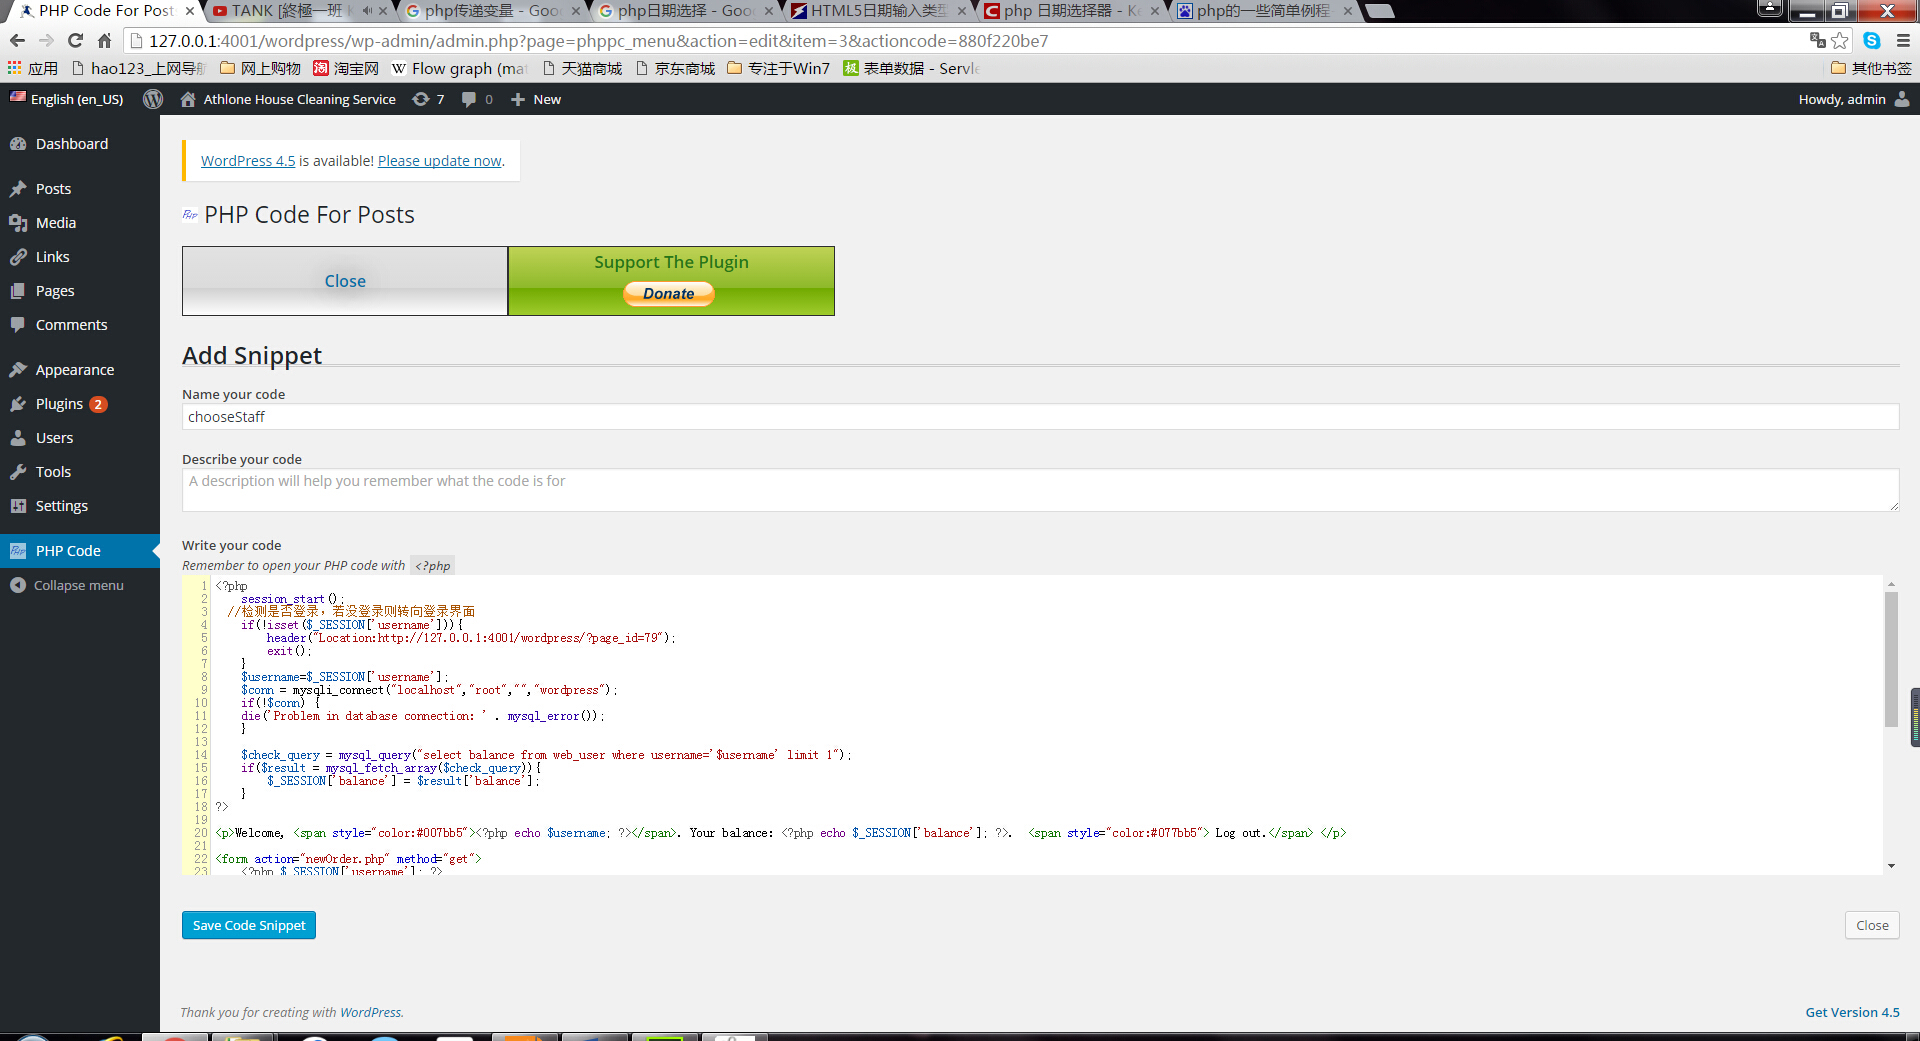 PHP Code For Post
TANK [終極一班
php传递变量 - Goo
php日期选择 - Goo
HTML5日期输入类型
php 日期选择器 - K
php的一些简单例程
127.0.0.1:4001/wordpress/wp-admin/admin.php?page=phppc_menu&action=edit&item=3&actioncode=880f220be7
应用 hao123_上网导航 网上购物 淘宝网 Flow graph (mat 天猫商城 京东商城 专注于Win7 表单数据 - Servle 其他书签
English (en_US) Athlone House Cleaning Service 7 0 New Howdy, admin
Dashboard
Posts
Media
Links
Pages
Comments
Appearance
Plugins 2
Users
Tools
Settings
PHP Code
Collapse menu
WordPress 4.5 is available! Please update now.
PHP PHP Code For Posts
Close
Support The Plugin
Donate
Add Snippet
Name your code
chooseStaff
Describe your code
A description will help you remember what the code is for
Write your code
Remember to open your PHP code with <?php
1 <?php
2 session_start();
3 //检测是否登录，若没登录则转向登录界面
4 if(!isset($_SESSION['username'])){
5 header("Location:http://127.0.0.1:4001/wordpress/?page_id=79");
6 exit();
7 }
8 $username=$_SESSION['username'];
9 $conn = mysqli_connect("localhost","root","","wordpress");
10 if(!$conn) {
11 die('Problem in database connection: ' . mysql_error());
12 }
13
14 $check_query = mysql_query("select balance from web_user where username='$username' limit 1");
15 if($result = mysql_fetch_array($check_query)){
16 $_SESSION['balance'] = $result['balance'];
17 }
18 ?>
19
20 <p>Welcome, <span style="color:#007bb5"><?php echo $username; ?></span>. Your balance: <?php echo $_SESSION['balance']; ?>. <span style="color:#077bb5"> Log out.</span> </p>
21
22 <form action="newOrder.php" method="get">
23 <?php $_SESSION['username']; ?>
Save Code Snippet
Close
Thank you for creating with WordPress.
Get Version 4.5